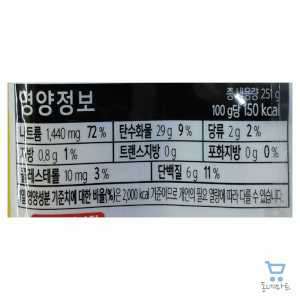 영양정보
총 내용량 251 g
100 g당 150 kcal
나트륨 1,440 mg 72% 탄수화물 29 g 9% 당류 2 g 2%
지방 0.8 g 1% 트랜스지방 0 g 포화지방 0 g 0%
콜레스테롤 10 mg 3% 단백질 6 g 11%
1일 영양성분 기준치에 대한 비율(%)은 2,000 kcal 기준이므로 개인의 필요 열량에 따라 다를 수 있습니다.